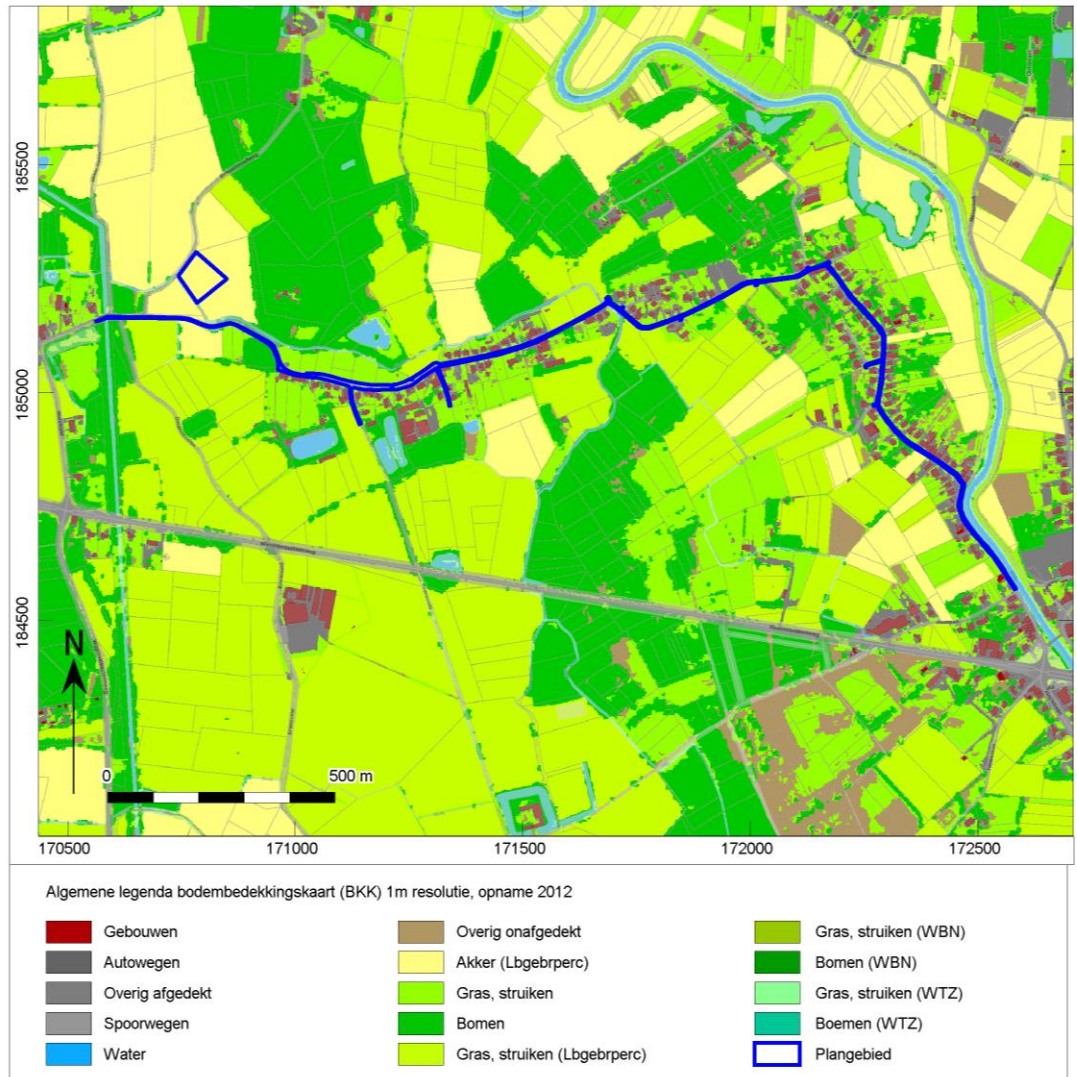 185500
185000
184500
N
0 500 m
170500 171000 171500 172000 172500
Algemene legenda bodembedekkingskaart (BKK) 1m resolutie, opname 2012
Gebouwen
Autowegen
Overig afgedekt
Spoorwegen
Water
Overig onafgedekt
Akker (Lbgebrperc)
Gras, struiken
Bomen
Gras, struiken (Lbgebrperc)
Gras, struiken (WBN)
Bomen (WBN)
Gras, struiken (WTZ)
Boemen (WTZ)
Plangebied